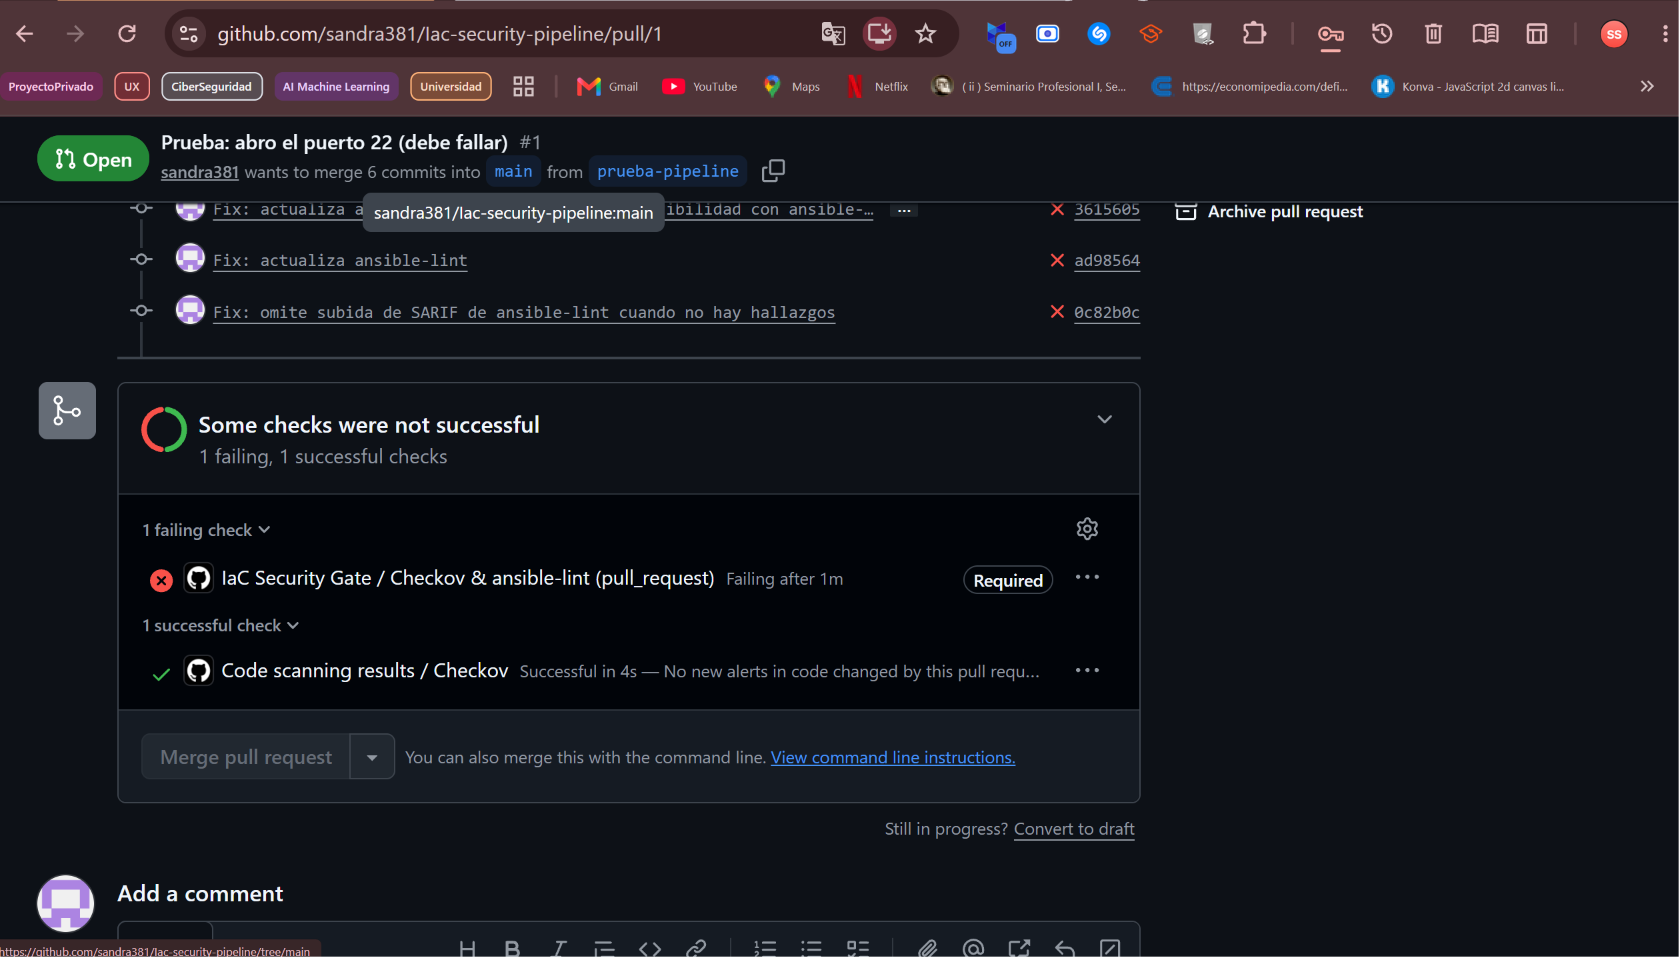 github.com/sandra381/Iac-security-pipeline/pull/1
OFF
SS
ProyectoPrivado
UX
CiberSeguridad
AI Machine Learning
Universidad
Gmail
YouTube
Maps
Netflix
( ii ) Seminario Profesional I, Se...
https://economipedia.com/defi...
Konva - JavaScript 2d canvas li...
Open
Prueba: abro el puerto 22 (debe fallar) #1
sandra381 wants to merge 6 commits into main from prueba-pipeline
sandra381/Iac-security-pipeline:main
Fix: actualiza a ibilidad con ansible-… ... 3615605
Archive pull request
Fix: actualiza ansible-lint ad98564
Fix: omite subida de SARIF de ansible-lint cuando no hay hallazgos 0c82b0c
Some checks were not successful
1 failing, 1 successful checks
1 failing check
IaC Security Gate / Checkov & ansible-lint (pull_request) Failing after 1m Required ...
1 successful check
Code scanning results / Checkov Successful in 4s — No new alerts in code changed by this pull requ... ...
Merge pull request You can also merge this with the command line. View command line instructions.
Still in progress? Convert to draft
Add a comment
https://github.com/sandra381/Iac-security-pipeline/tree/main